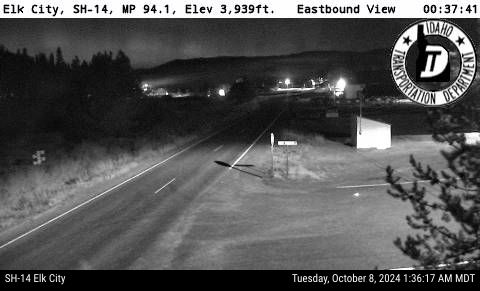 Elk City, SH-14, MP 94.1, Elev 3,939ft. Eastbound View 00:37:41
IDAHO
TRANSPORTATION DEPARTMENT
SH-14 Elk City
Tuesday, October 8, 2024 1:36:17 AM MDT